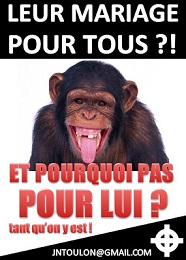 LEUR MARIAGE
POUR TOUS ?!
ET POURQUOI PAS
POUR LUI ?
tant qu'on y est !
JNTOULON@GMAIL.COM